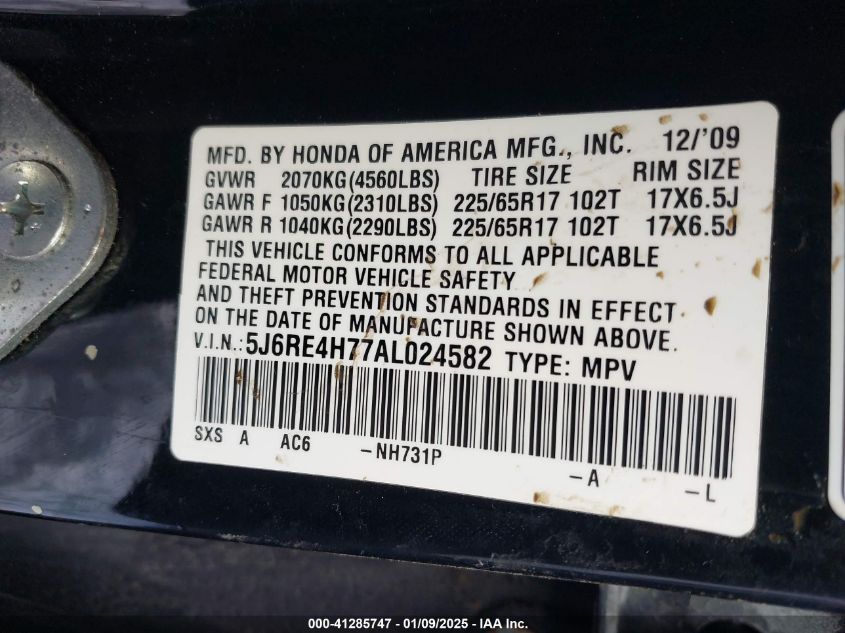 MFD. BY HONDA OF AMERICA MFG., INC. 12/'09
GVWR 2070KG(4560LBS) TIRE SIZE RIM SIZE
GAWR F 1050KG(2310LBS) 225/65R17 102T 17X6.5J
GAWR R 1040KG(2290LBS) 225/65R17 102T 17X6.5J
THIS VEHICLE CONFORMS TO ALL APPLICABLE
FEDERAL MOTOR VEHICLE SAFETY
AND THEFT PREVENTION STANDARDS IN EFFECT
ON THE DATE OF MANUFACTURE SHOWN ABOVE.
V.I.N.: 5J6RE4H77AL024582 TYPE: MPV
SXS A AC6 -NH731P -A -L
000-41285747 - 01/09/2025 - IAA Inc.